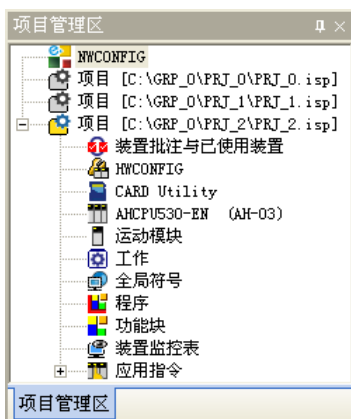 项目管理区
NWCONFIG
项目 [C:\GRP_0\PRJ_0\PRJ_0.isp]
项目 [C:\GRP_0\PRJ_1\PRJ_1.isp]
项目 [C:\GRP_0\PRJ_2\PRJ_2.isp]
装置批注与已使用装置
HWCONFIG
CARD Utility
AHCPU530-EN (AH-03)
运动模块
工作
全局符号
程序
功能块
装置监控表
应用指令
项目管理区